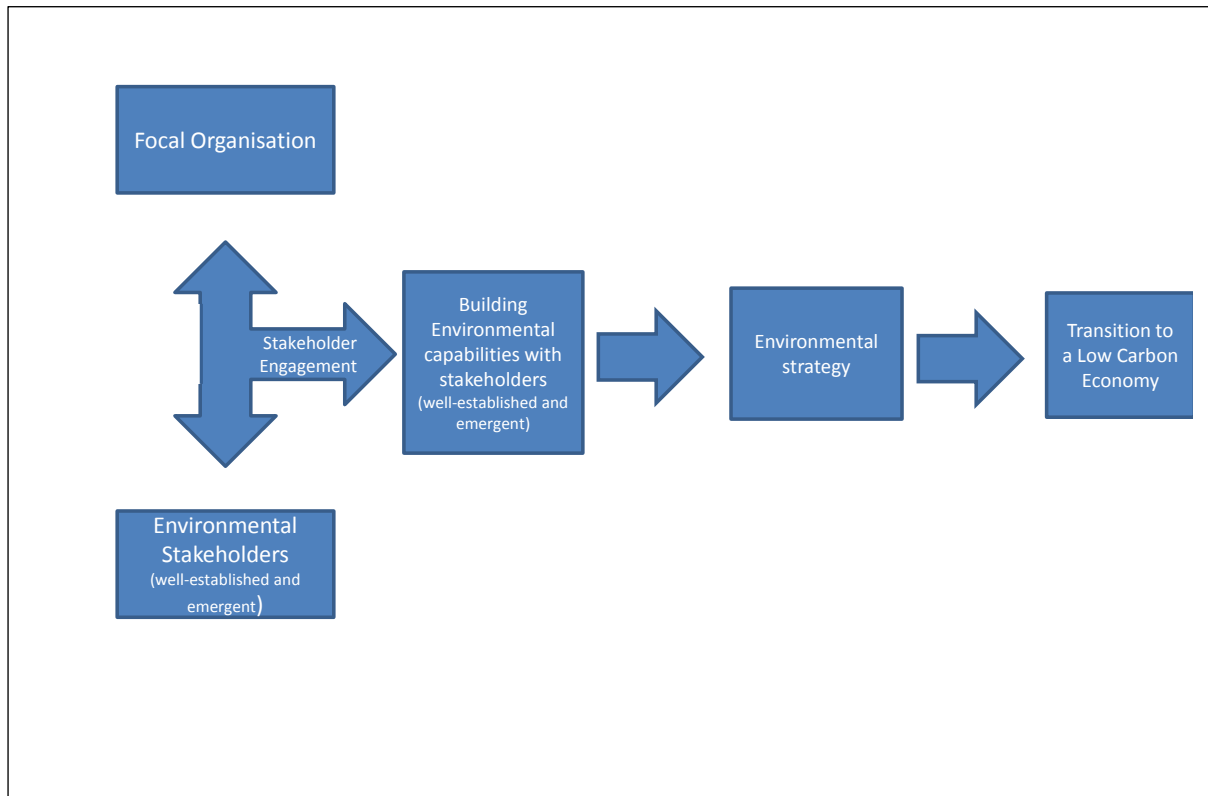 Focal Organisation
Stakeholder
Engagement
Building
Environmental
capabilities with
stakeholders
(well-established and
emergent)
Environmental
strategy
Transition to
a Low Carbon
Economy
Environmental
Stakeholders
(well-established and
emergent)